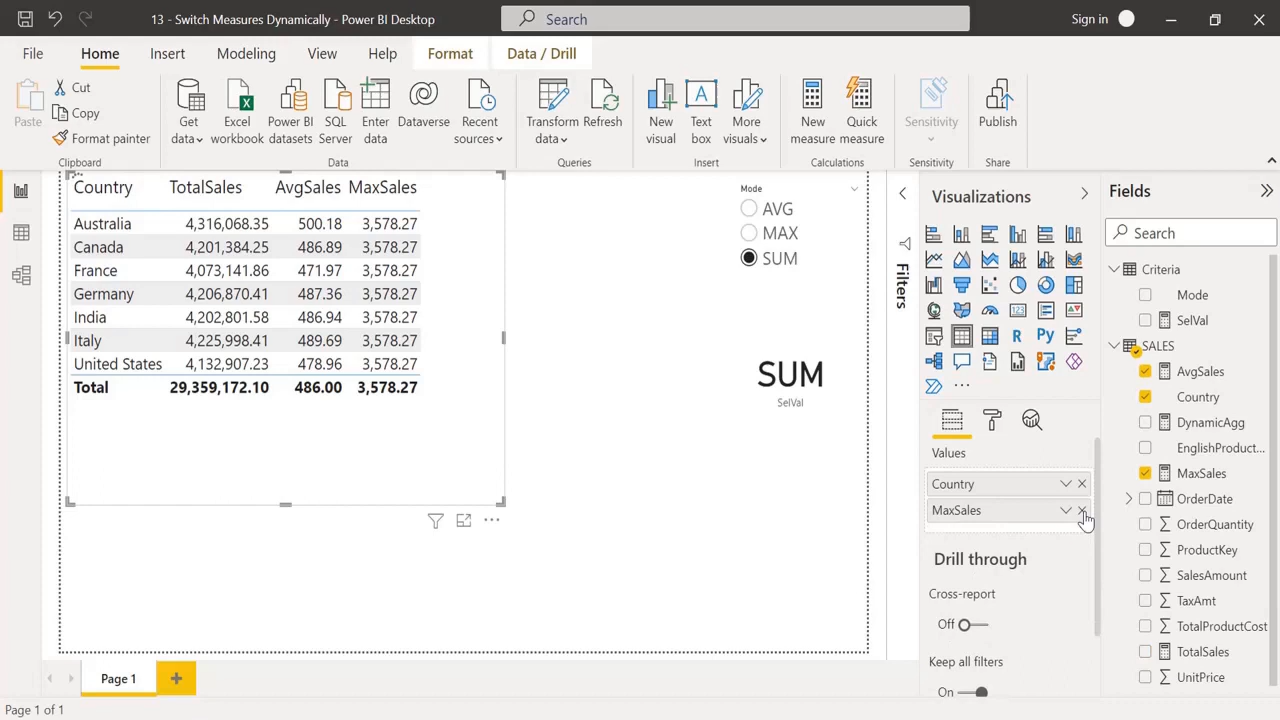 13 - Switch Measures Dynamically - Power BI Desktop
Search
Sign in
File
Home
Insert
Modeling
View
Help
Format
Data / Drill
Paste
Cut
Copy
Format painter
Clipboard
Get data
Excel workbook
Power BI datasets
SQL Server
Enter data
Dataverse
Recent sources
Data
Transform data
Refresh
Queries
New visual
Text box
More visuals
Insert
New measure
Quick measure
Calculations
Sensitivity
Sensitivity
Publish
Share
Country TotalSales AvgSales MaxSales
Australia 4,316,068.35 500.18 3,578.27
Canada 4,201,384.25 486.89 3,578.27
France 4,073,141.86 471.97 3,578.27
Germany 4,206,870.41 487.36 3,578.27
India 4,202,801.58 486.94 3,578.27
Italy 4,225,998.41 489.69 3,578.27
United States 4,132,907.23 478.96 3,578.27
Total 29,359,172.10 486.00 3,578.27
Mode
AVG
MAX
SUM
SUM
SelVal
Filters
Visualizations
R
Py
Values
Country
MaxSales
Drill through
Cross-report
Off
Keep all filters
On
Fields
Search
Criteria
Mode
SelVal
SALES
AvgSales
Country
DynamicAgg
EnglishProduct...
MaxSales
OrderDate
OrderQuantity
ProductKey
SalesAmount
TaxAmt
TotalProductCost
TotalSales
UnitPrice
Page 1
Page 1 of 1